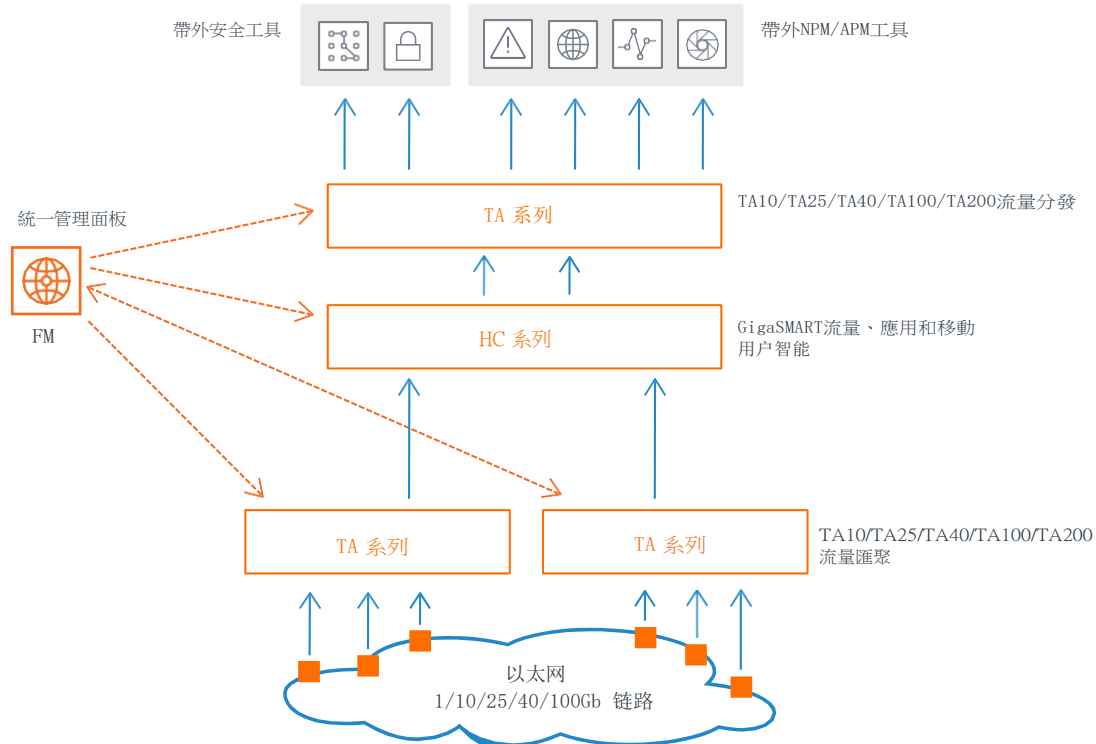 帶外安全工具
帶外NPM/APM工具
TA 系列
TA10/TA25/TA40/TA100/TA200流量分發
統一管理面板
FM
HC 系列
GigaSMART流量、應用和移動
用户智能
TA 系列
TA 系列
TA10/TA25/TA40/TA100/TA200
流量匯聚
以太网
1/10/25/40/100Gb 链路